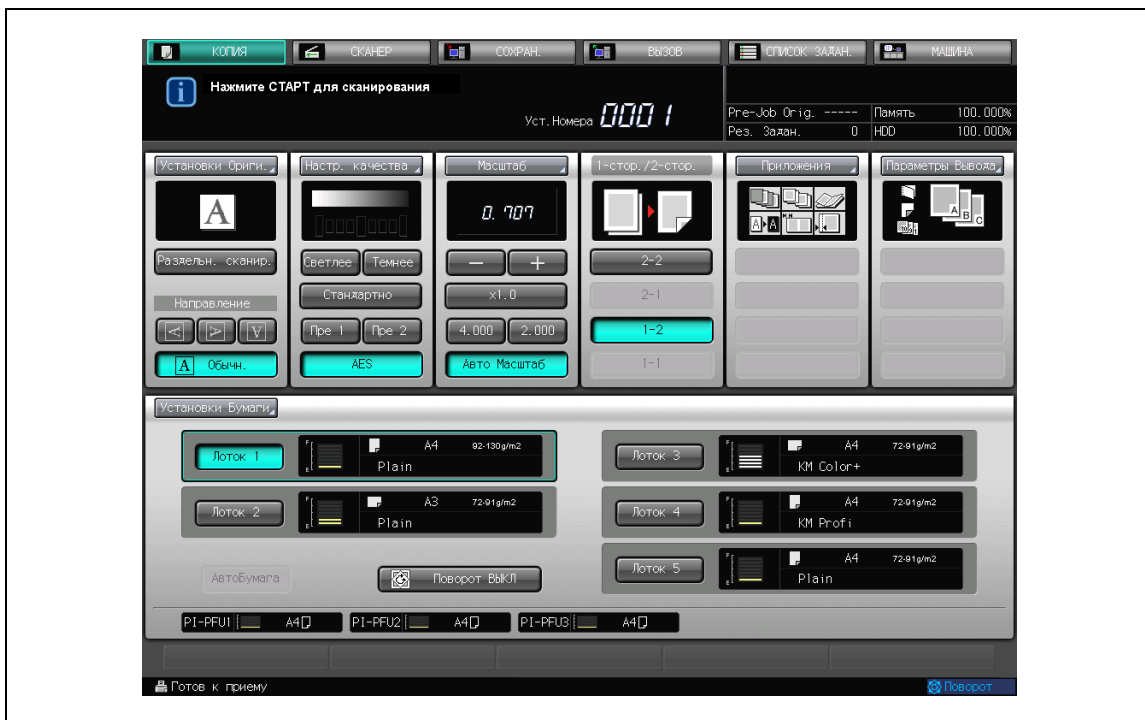 КОПИЯ СКАНЕР СОХРАН. ВЫЗОВ СПИСОК ЗАДАН. МАШИНА
Нажмите СТАРТ для сканирования
Уст.Номера 0001
Pre-Job Orig. ----- Память 100.000%
Рез. Задан. 0 HDD 100.000%
Установки Ориги. Настр. качества Масштаб 1-стор./2-стор. Приложения Параметры Вывода
A 0.707 A B C
Раздельн. сканир. Светлее Темнее − + 2-2
Направление Стандартно x1.0 2-1
A A A Пре 1 Пре 2 4.000 2.000 1-2
A Обычн. AES Авто Масштаб 1-1
Установки Бумаги
Лоток 1 F E A4 92-130g/m2
Plain
Лоток 2 F E A3 72-91g/m2
Plain
Лоток 3 F E A4 72-91g/m2
KM Color+
Лоток 4 F E A4 72-91g/m2
KM Profi
Лоток 5 F E A4 72-91g/m2
Plain
АвтоБумага Поворот ВЫКЛ
PI-PFU1 A4 PI-PFU2 A4 PI-PFU3 A4
Готов к приему Поворот